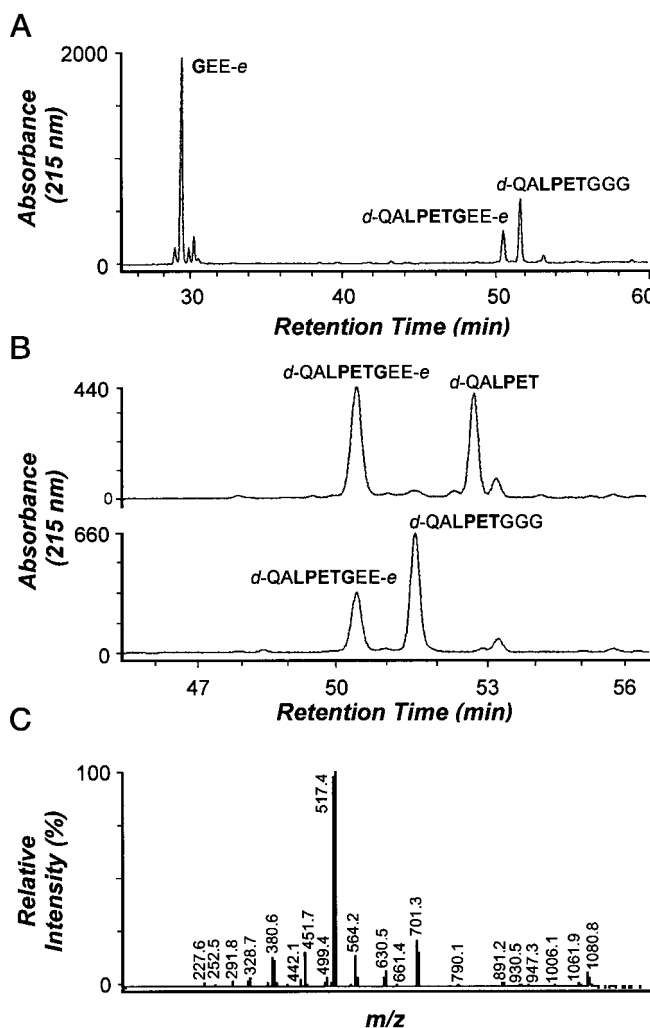 A
Absorbance
(215 nm)
2000
0
GEE-e
d-QALPETGGG
d-QALPETGEE-e
30
40
50
60
Retention Time (min)
B
Absorbance
(215 nm)
440
0
d-QALPETGEE-e
d-QALPET
660
0
d-QALPETGGG
d-QALPETGEE-e
47
50
53
56
Retention Time (min)
C
Relative
Intensity (%)
100
50
0
227.6
252.5
291.8
328.7
380.6
442.1
451.7
499.4
517.4
564.2
630.5
661.4
701.3
790.1
891.2
930.5
947.3
1006.1
1061.9
1080.8
m/z